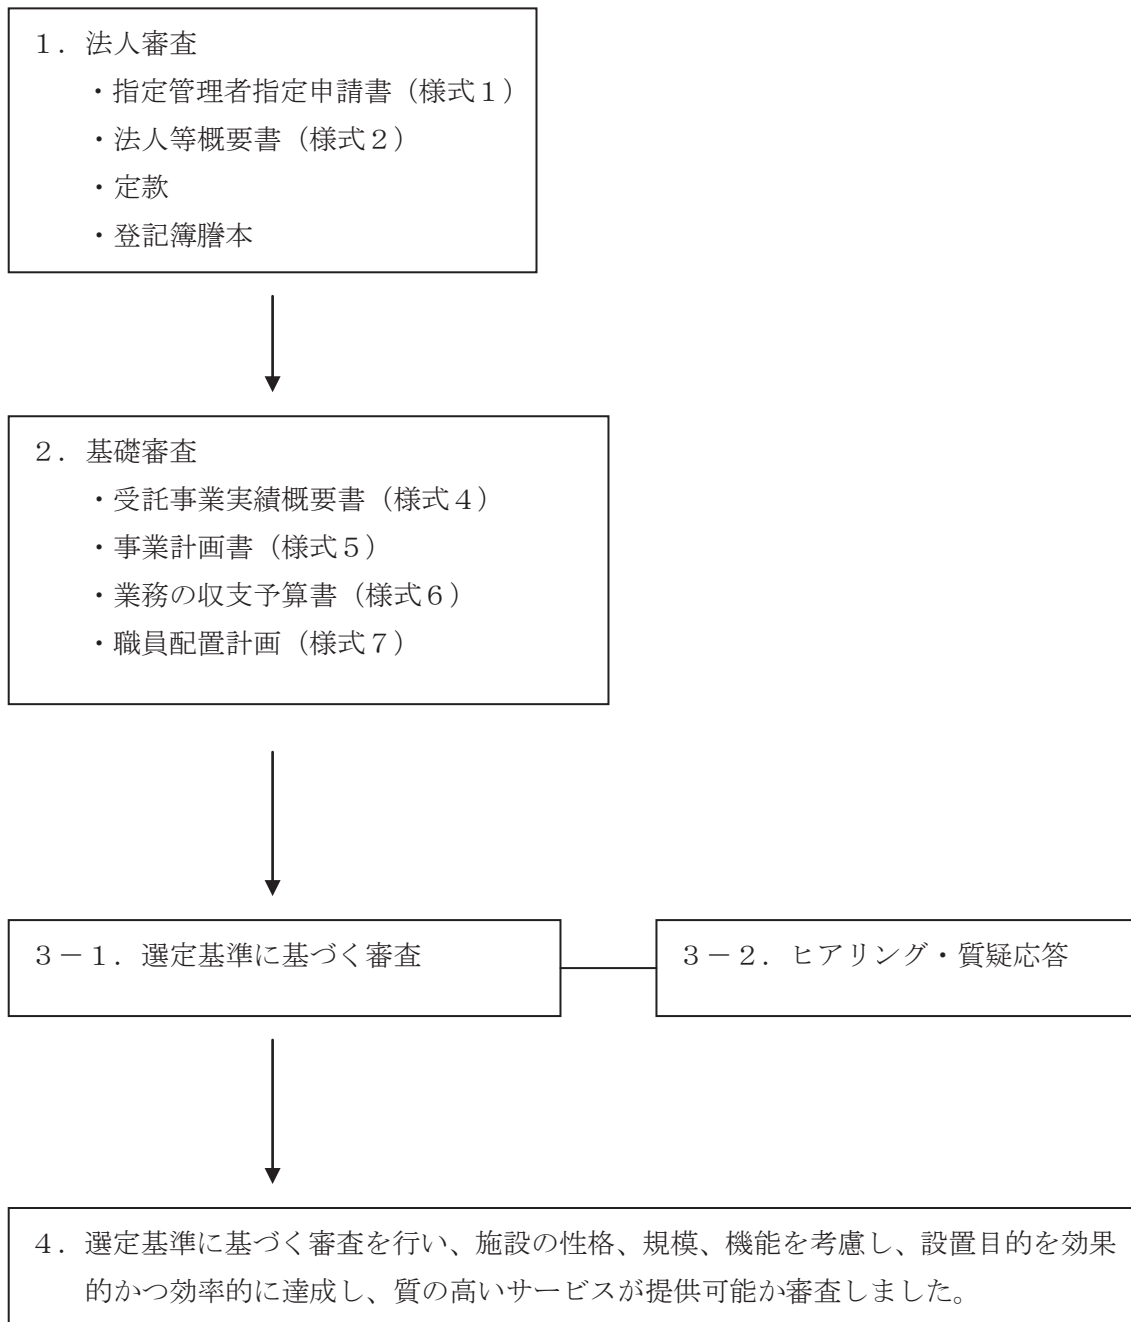 １．法人審査
・指定管理者指定申請書（様式１）
・法人等概要書（様式２）
・定款
・登記簿謄本
２．基礎審査
・受託事業実績概要書（様式４）
・事業計画書（様式５）
・業務の収支予算書（様式６）
・職員配置計画（様式７）
３－１．選定基準に基づく審査
３－２．ヒアリング・質疑応答
４．選定基準に基づく審査を行い、施設の性格、規模、機能を考慮し、設置目的を効果
的かつ効率的に達成し、質の高いサービスが提供可能か審査しました。